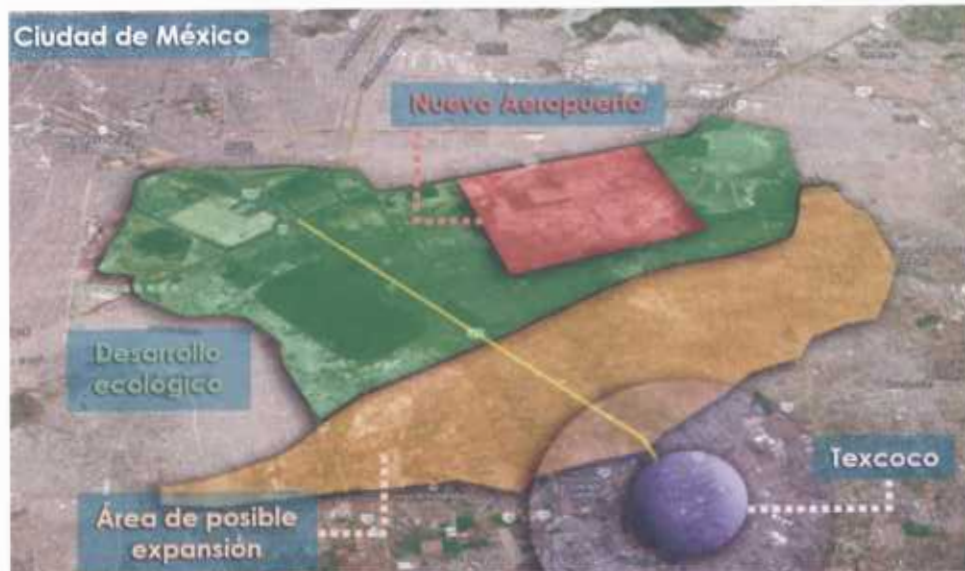 Ciudad de México
Nuevo Aeropuerto
Desarrollo
ecológico
Texcoco
Área de posible
expansión